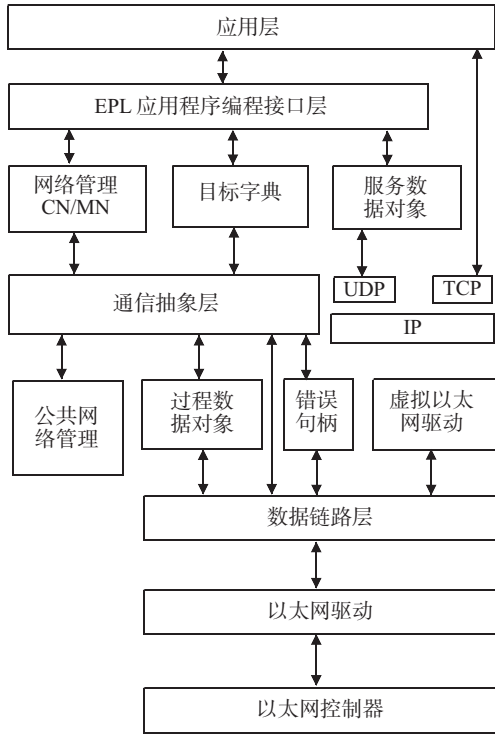 应用层
EPL 应用程序编程接口层
网络管理
CN/MN
目标字典
服务数
据对象
UDP
TCP
通信抽象层
IP
公共网
络管理
过程数
据对象
错误
句柄
虚拟以太
网驱动
数据链路层
以太网驱动
以太网控制器